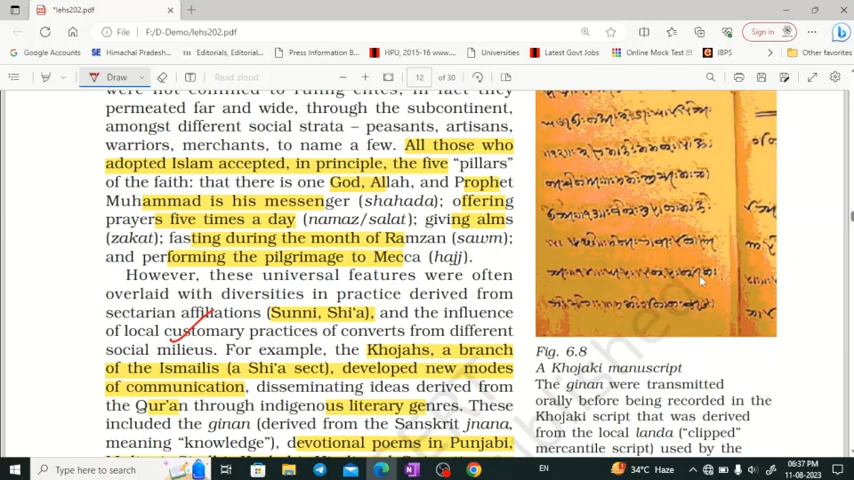 *lehs202.pdf
File F:/D-Demo/lehs202.pdf
Sign in
Google Accounts Himachal Pradesh... Editorials, Editorial... Press Information B... HPU, 2015-16 www.... Universities Latest Govt Jobs Online Mock Test I... IBPS Other favorites
Draw Read aloud 12 of 30
were not confined to ruling elites, in fact they
permeated far and wide, through the subcontinent,
amongst different social strata – peasants, artisans,
warriors, merchants, to name a few. All those who
adopted Islam accepted, in principle, the five "pillars"
of the faith: that there is one God, Allah, and Prophet
Muhammad is his messenger (shahada); offering
prayers five times a day (namaz/salat); giving alms
(zakat); fasting during the month of Ramzan (sawm);
and performing the pilgrimage to Mecca (hajj).
However, these universal features were often
overlaid with diversities in practice derived from
sectarian affiliations (Sunni, Shi'a), and the influence
of local customary practices of converts from different
social milieus. For example, the Khojahs, a branch
of the Ismailis (a Shi'a sect), developed new modes
of communication, disseminating ideas derived from
the Qur'an through indigenous literary genres. These
included the ginan (derived from the Sanskrit jnana,
meaning "knowledge"), devotional poems in Punjabi,
Fig. 6.8
A Khojaki manuscript
The ginan were transmitted
orally before being recorded in the
Khojaki script that was derived
from the local landa ("clipped"
mercantile script) used by the
Type here to search
34°C Haze
EN
06:37 PM
11-08-2023